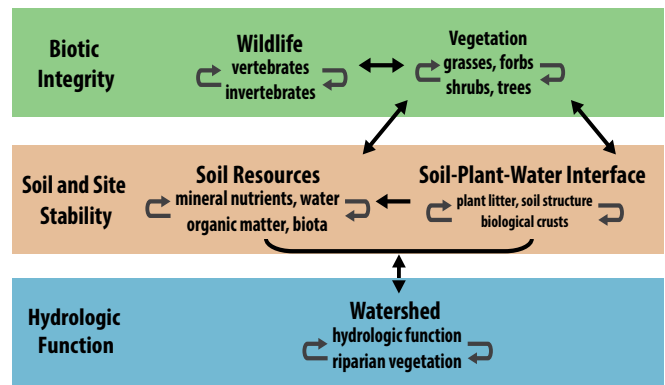 Biotic
Integrity
Wildlife
vertebrates
invertebrates
Vegetation
grasses, forbs
shrubs, trees
Soil and Site
Stability
Soil Resources
mineral nutrients, water
organic matter, biota
Soil-Plant-Water Interface
plant litter, soil structure
biological crusts
Hydrologic
Function
Watershed
hydrologic function
riparian vegetation